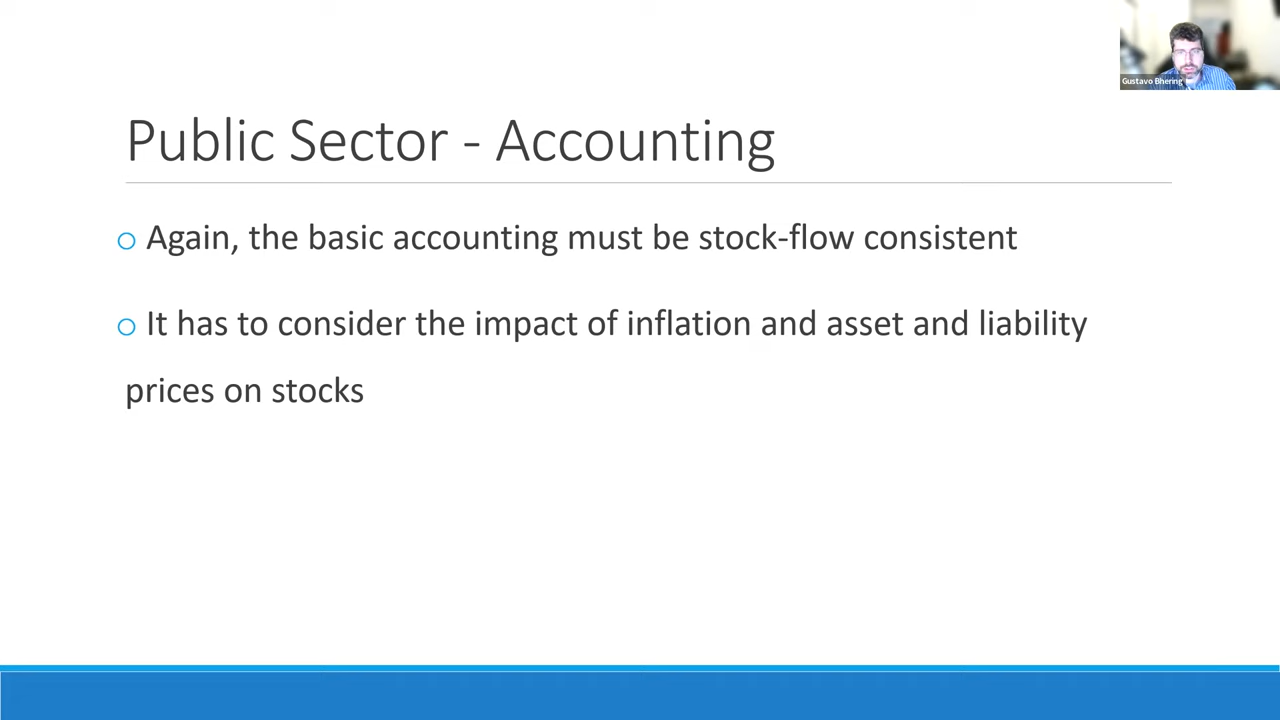 Gustavo Bhering
Public Sector - Accounting
o Again, the basic accounting must be stock-flow consistent
o It has to consider the impact of inflation and asset and liability
prices on stocks